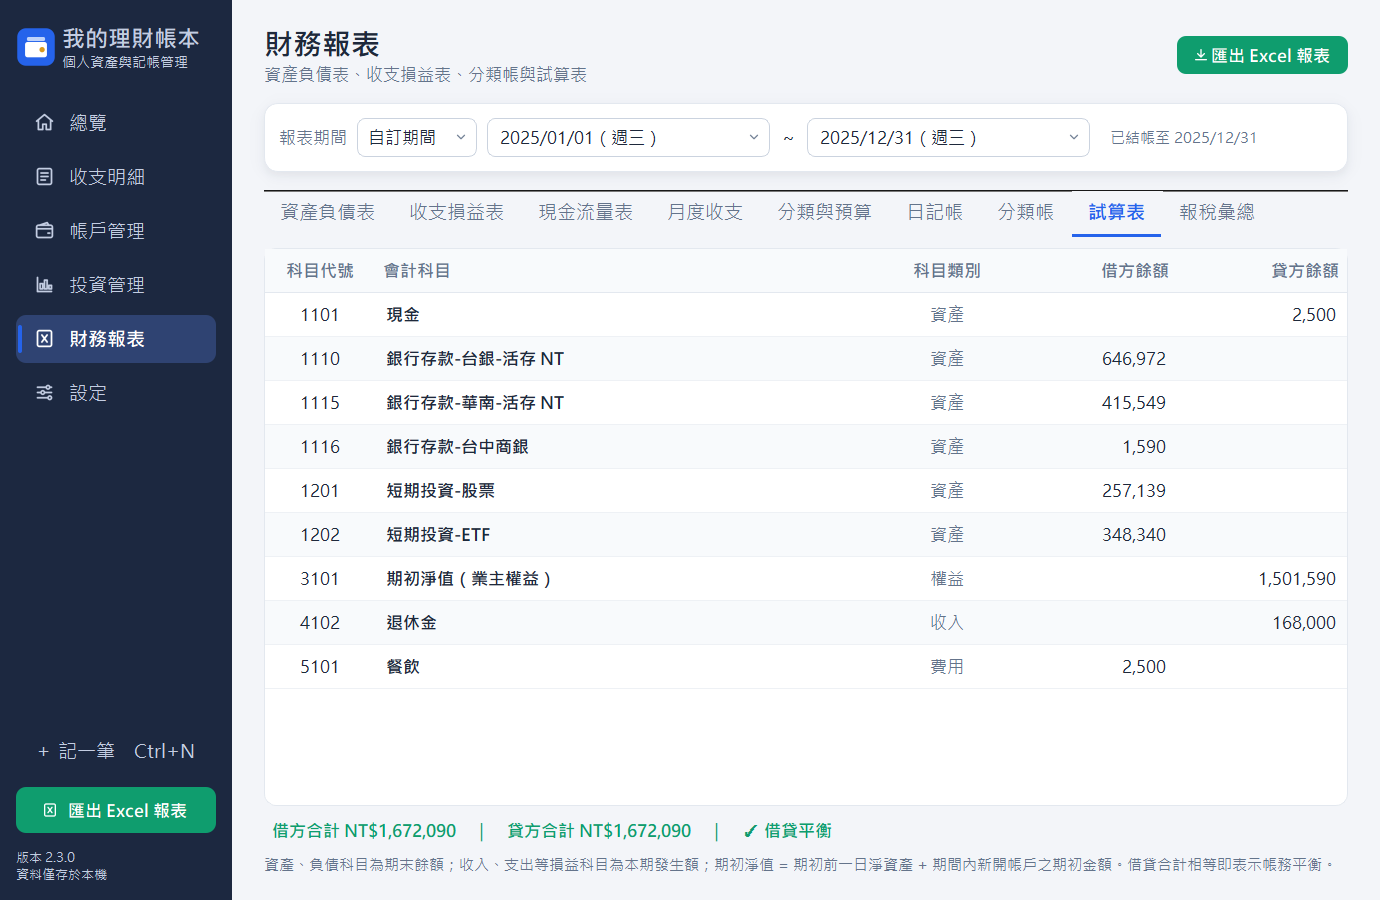 我的理財帳本
個人資產與記帳管理
總覽
收支明細
帳戶管理
投資管理
財務報表
設定
+ 記一筆 Ctrl+N
匯出 Excel 報表
版本 2.3.0
資料僅存於本機
財務報表
資產負債表、收支損益表、分類帳與試算表
匯出 Excel 報表
報表期間 自訂期間 2025/01/01 ( 週三 ) ~ 2025/12/31 ( 週三 ) 已結帳至 2025/12/31
資產負債表 收支損益表 現金流量表 月度收支 分類與預算 日記帳 分類帳 試算表 報稅彙總
科目代號 會計科目 科目類別 借方餘額 貸方餘額
1101 現金 資產 2,500
1110 銀行存款-台銀-活存 NT 資產 646,972
1115 銀行存款-華南-活存 NT 資產 415,549
1116 銀行存款-台中商銀 資產 1,590
1201 短期投資-股票 資產 257,139
1202 短期投資-ETF 資產 348,340
3101 期初淨值 ( 業主權益 ) 權益 1,501,590
4102 退休金 收入 168,000
5101 餐飲 費用 2,500
借方合計 NT$1,672,090 | 貸方合計 NT$1,672,090 | ✓ 借貸平衡
資產、負債科目為期末餘額；收入、支出等損益科目為本期發生額；期初淨值 = 期初前一日淨資產 + 期間內新開帳戶之期初金額。借貸合計相等即表示帳務平衡。